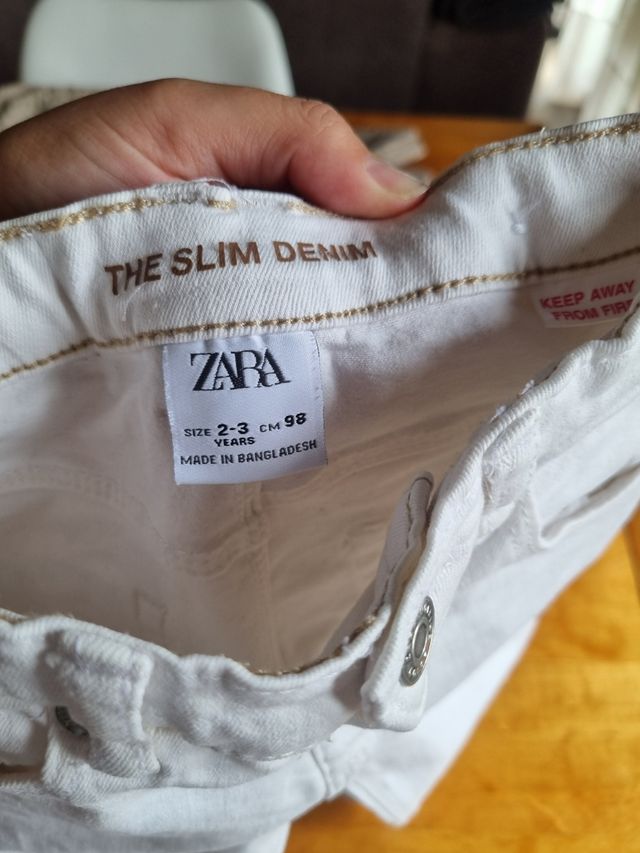 THE SLIM DENIM
KEEP AWAY
FROM FIRE
ZARA
SIZE 2-3 CM 98
YEARS
MADE IN BANGLADESH